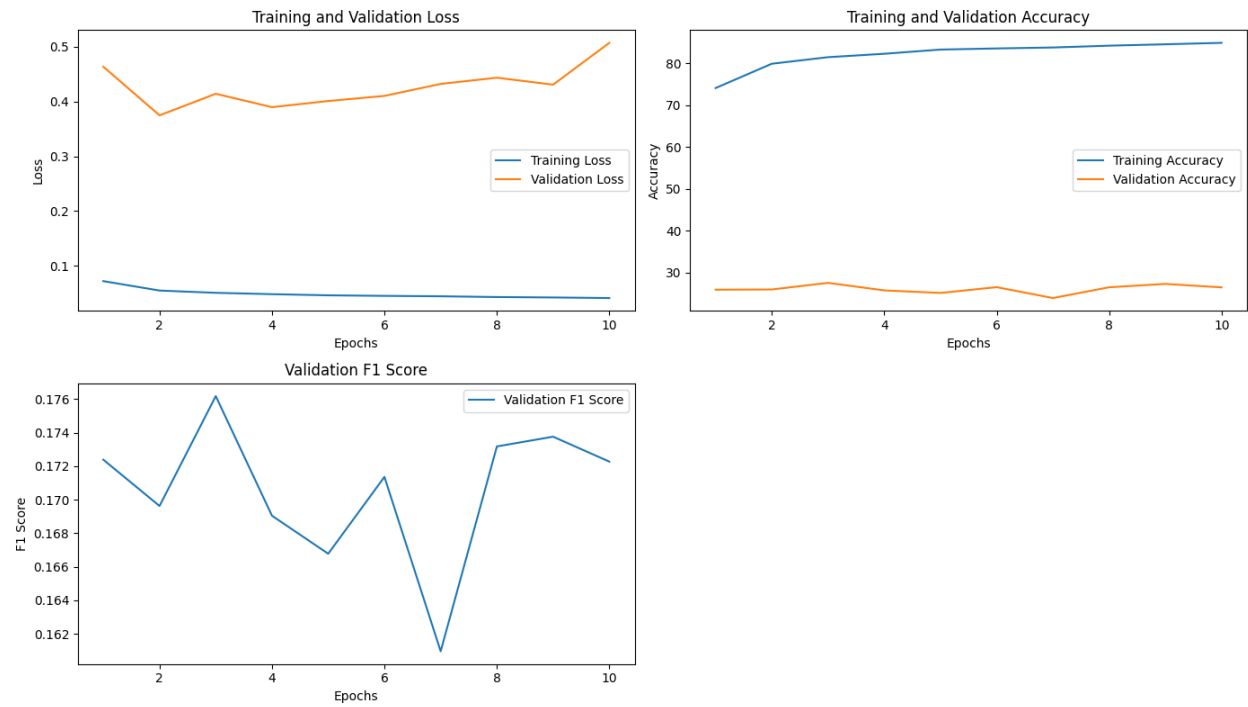 Training and Validation Loss
0.5
0.4
0.3
0.2
0.1
Loss
Training Loss
Validation Loss
2
4
6
8
10
Epochs
Training and Validation Accuracy
80
70
60
50
40
30
Accuracy
Training Accuracy
Validation Accuracy
2
4
6
8
10
Epochs
Validation F1 Score
0.176
0.174
0.172
0.170
0.168
0.166
0.164
0.162
F1 Score
Validation F1 Score
2
4
6
8
10
Epochs